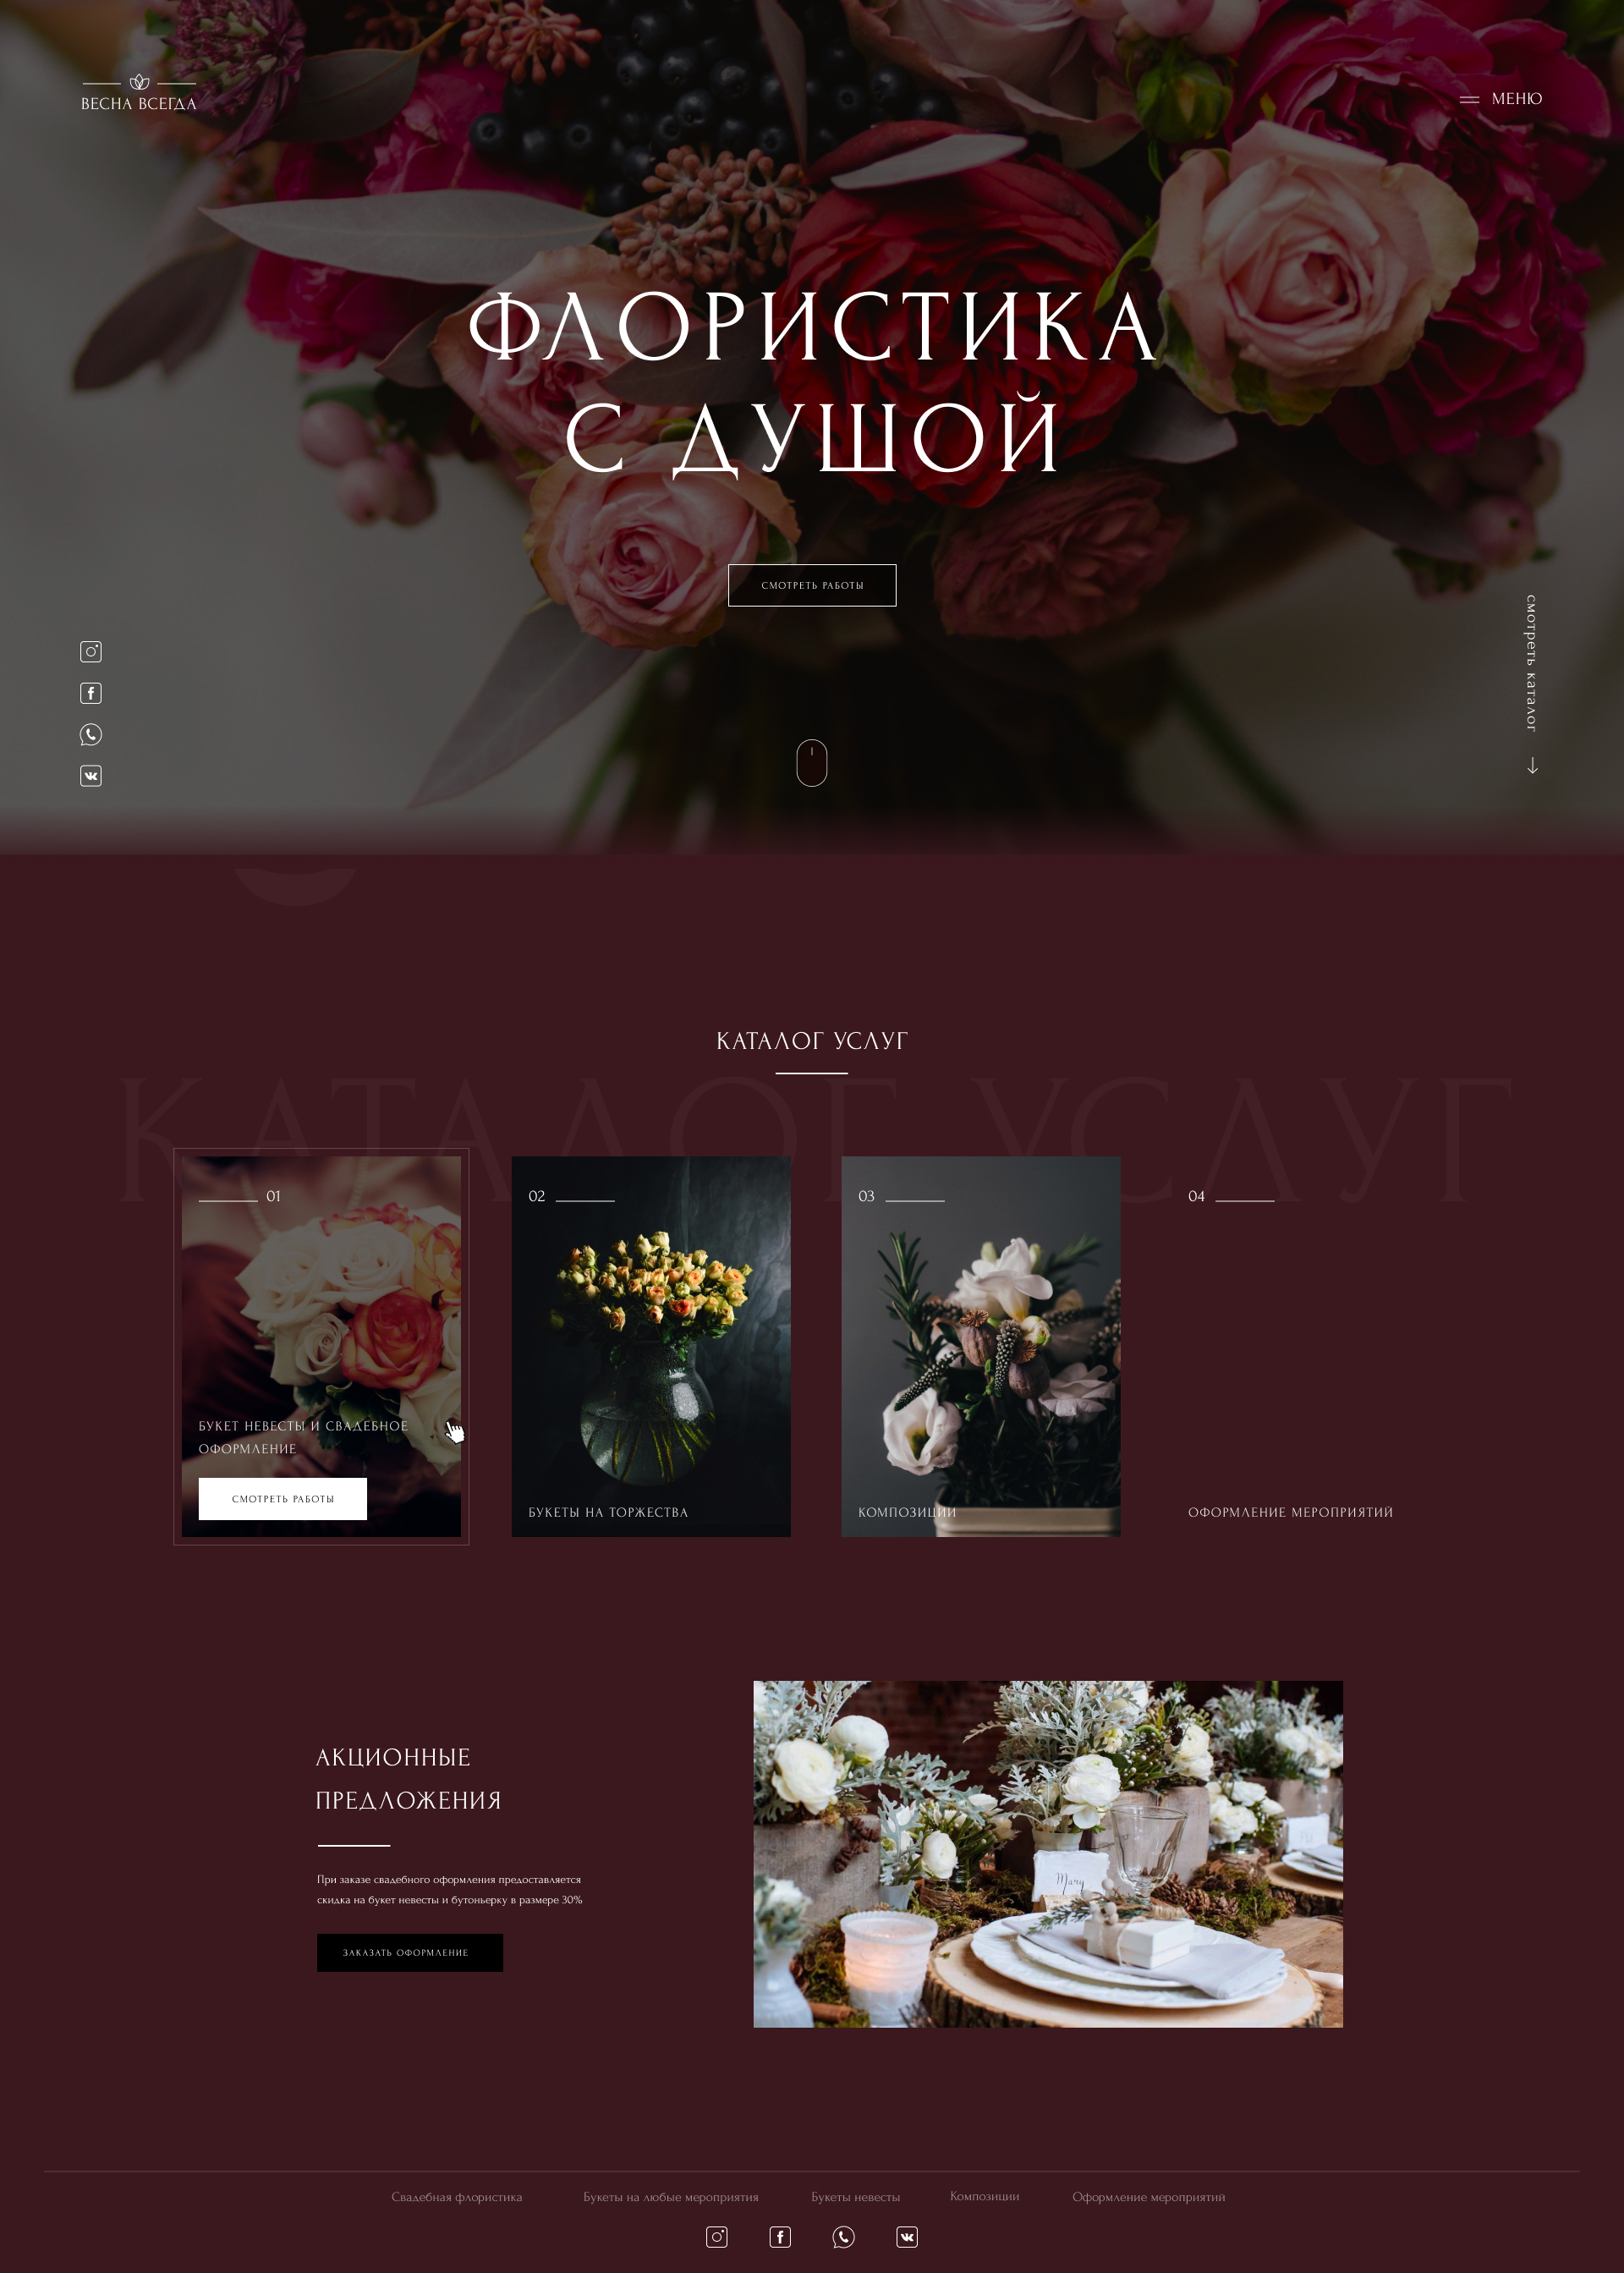 ВЕСНА ВСЕГДА
МЕНЮ
ФЛОРИСТИКА
С ДУШОЙ
СМОТРЕТЬ РАБОТЫ
смотреть каталог
КАТАЛОГ УСЛУГ
КАТАЛОГ УСЛУГ
01
02
03
04
БУКЕТ НЕВЕСТЫ И СВАДЕБНОЕ
ОФОРМЛЕНИЕ
СМОТРЕТЬ РАБОТЫ
БУКЕТЫ НА ТОРЖЕСТВА
КОМПОЗИЦИИ
ОФОРМЛЕНИЕ МЕРОПРИЯТИЙ
АКЦИОННЫЕ
ПРЕДЛОЖЕНИЯ
При заказе свадебного оформления предоставляется
скидка на букет невесты и бутоньерку в размере 30%
ЗАКАЗАТЬ ОФОРМЛЕНИЕ
Mary
Свадебная флористика
Букеты на любые мероприятия
Букеты невесты
Композиции
Оформление мероприятий